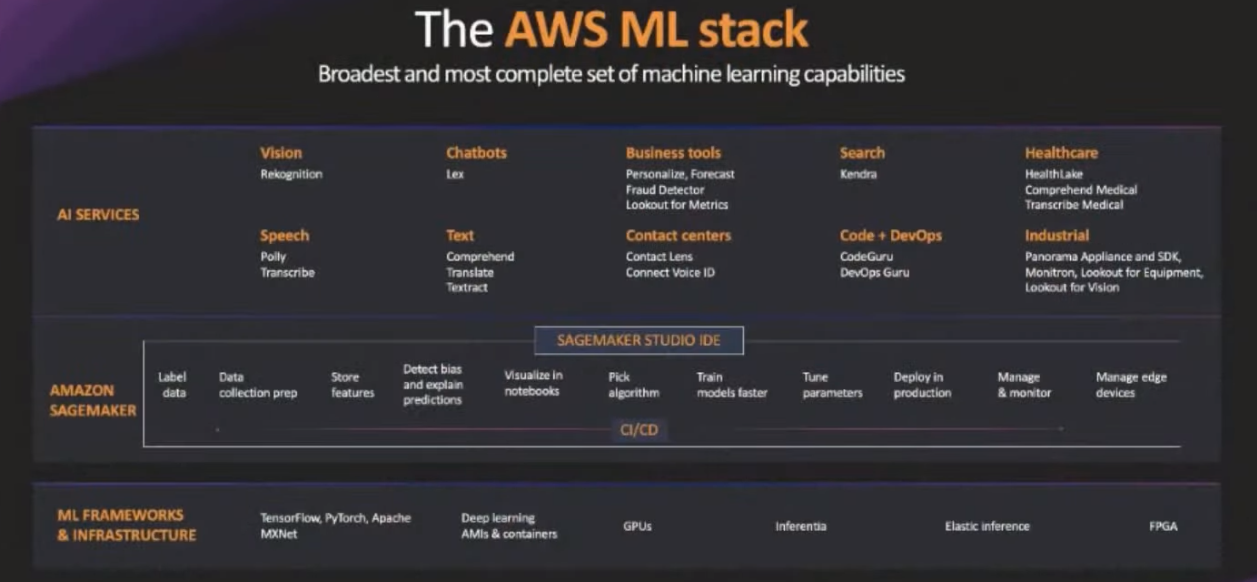 The AWS ML stack
Broadest and most complete set of machine learning capabilities
AI SERVICES
Vision
Rekognition
Chatbots
Lex
Business tools
Personalize, Forecast
Fraud Detector
Lookout for Metrics
Search
Kendra
Healthcare
HealthLake
Comprehend Medical
Transcribe Medical
Speech
Polly
Transcribe
Text
Comprehend
Translate
Textract
Contact centers
Contact Lens
Connect Voice ID
Code + DevOps
CodeGuru
DevOps Guru
Industrial
Panorama Appliance and SDK,
Monitron, Lookout for Equipment,
Lookout for Vision
AMAZON
SAGEMAKER
SAGEMAKER STUDIO IDE
Label
data
Data
collection prep
Store
features
Detect bias
and explain
predictions
Visualize in
notebooks
Pick
algorithm
Train
models faster
Tune
parameters
Deploy in
production
Manage
& monitor
Manage edge
devices
CI/CD
ML FRAMEWORKS
& INFRASTRUCTURE
TensorFlow, PyTorch, Apache
MXNet
Deep learning
AMIs & containers
GPUs
Inferentia
Elastic inference
FPGA